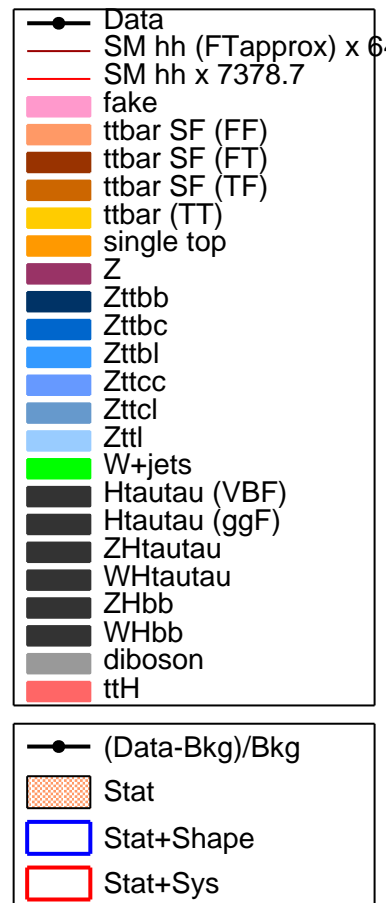 Data
SM hh (FTapprox) x 64
SM hh x 7378.7
fake
ttbar SF (FF)
ttbar SF (FT)
ttbar SF (TF)
ttbar (TT)
single top
Z
Zttbb
Zttbc
Zttbl
Zttcc
Zttcl
Zttl
W+jets
Htautau (VBF)
Htautau (ggF)
ZHtautau
WHtautau
ZHbb
WHbb
diboson
ttH
(Data-Bkg)/Bkg
Stat
Stat+Shape
Stat+Sys